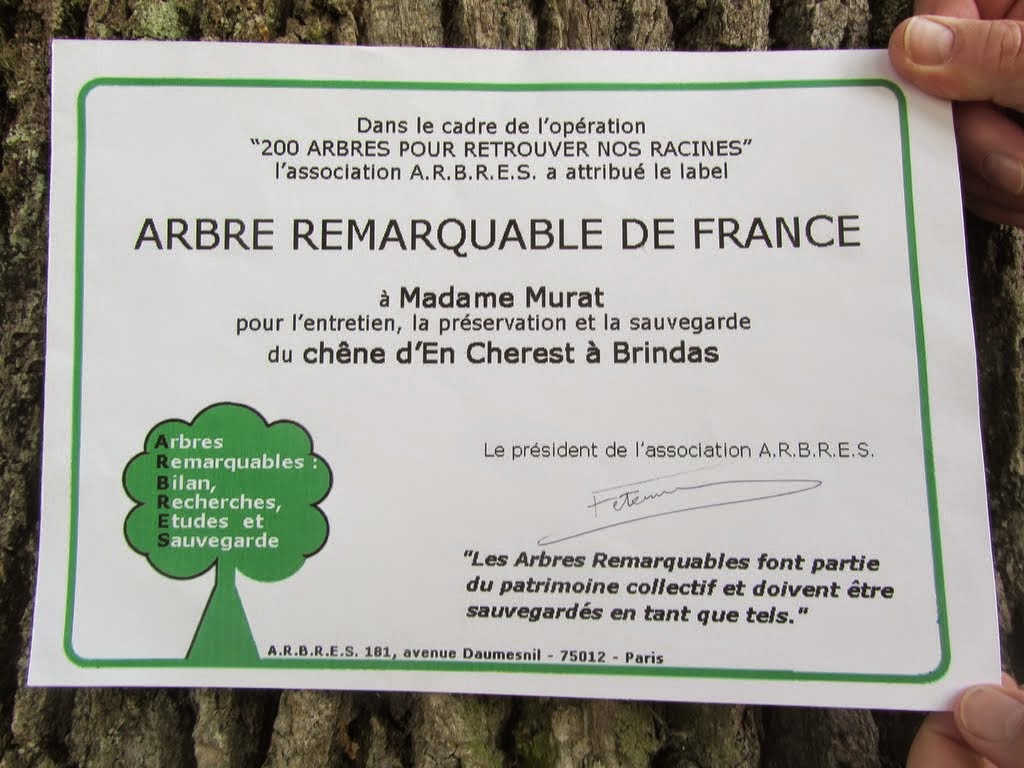 Dans le cadre de l'opération
"200 ARBRES POUR RETROUVER NOS RACINES"
l'association A.R.B.R.E.S. a attribué le label
ARBRE REMARQUABLE DE FRANCE
à Madame Murat
pour l'entretien, la préservation et la sauvegarde
du chêne d'En Cherest à Brindas
Arbres
Remarquables :
Bilan,
Recherches,
Etudes et
Sauvegarde
Le président de l'association A.R.B.R.E.S.
"Les Arbres Remarquables font partie
du patrimoine collectif et doivent être
sauvegardés en tant que tels."
A.R.B.R.E.S. 181, avenue Daumesnil - 75012 - Paris